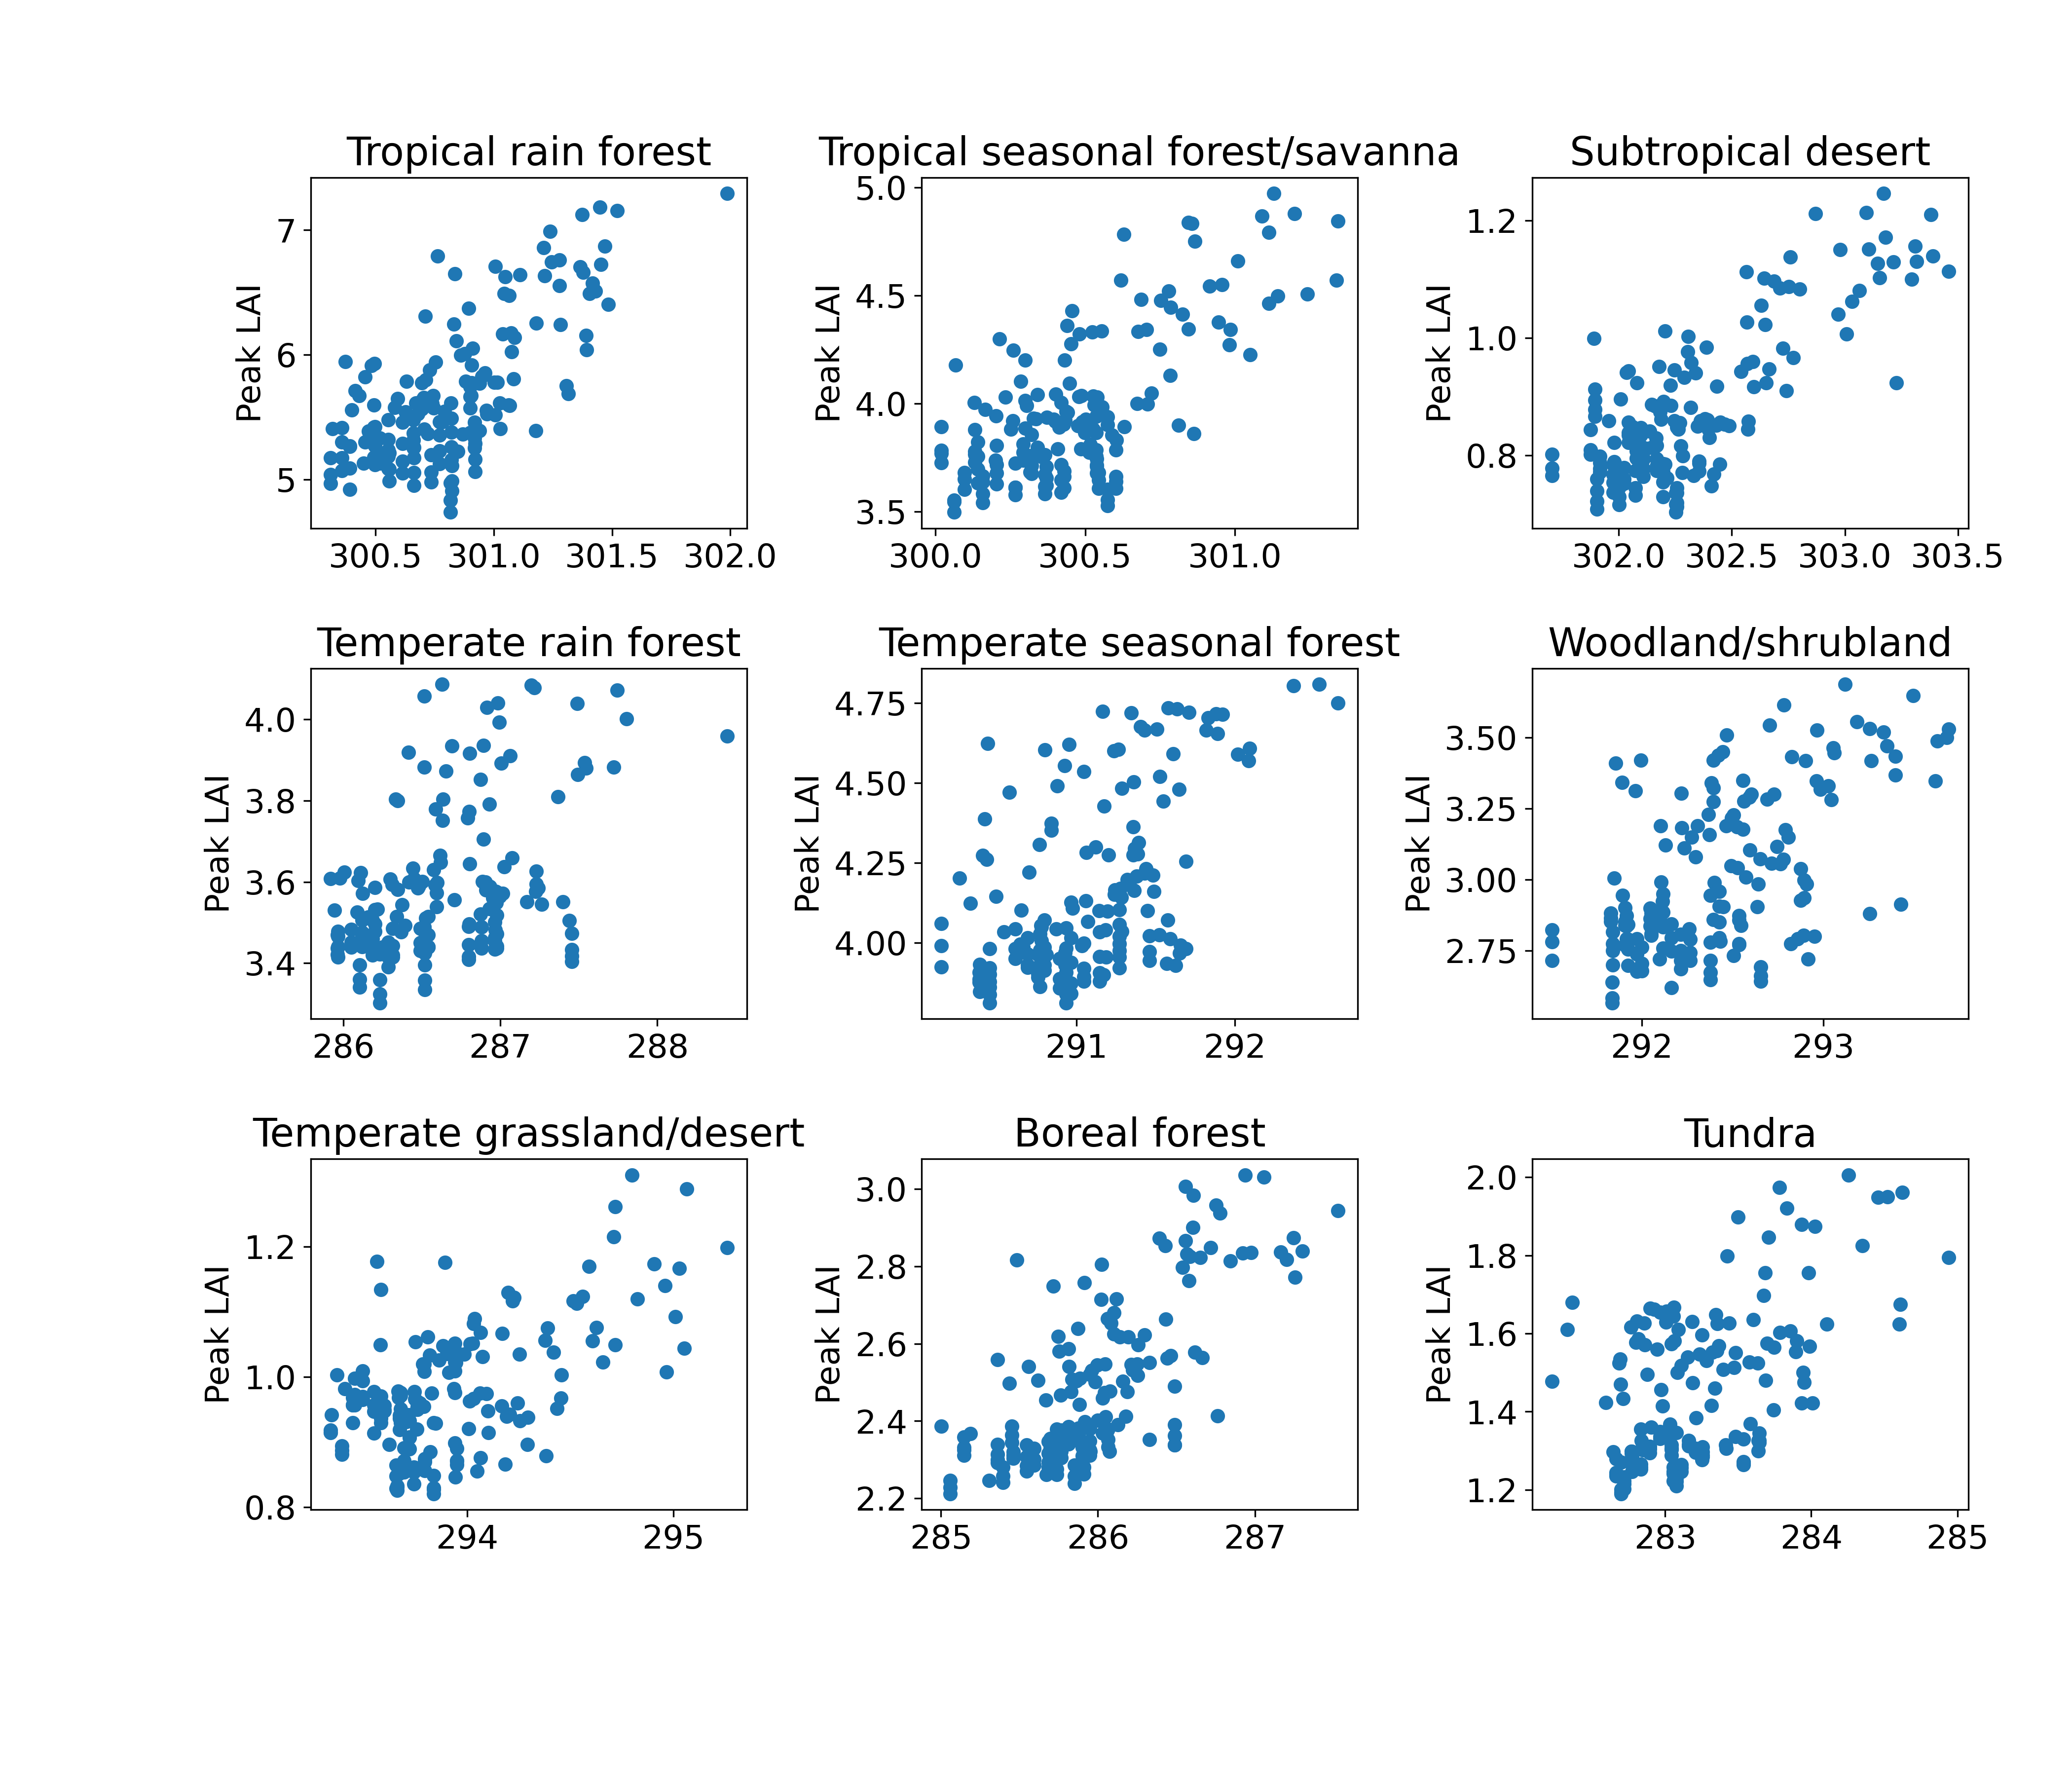 Tropical rain forest
Tropical seasonal forest/savanna
Subtropical desert
Peak LAI
7
6
5
300.5 301.0 301.5 302.0
Peak LAI
5.0
4.5
4.0
3.5
300.0 300.5 301.0
Peak LAI
1.2
1.0
0.8
302.0 302.5 303.0 303.5
Temperate rain forest
Temperate seasonal forest
Woodland/shrubland
Peak LAI
4.0
3.8
3.6
3.4
286 287 288
Peak LAI
4.75
4.50
4.25
4.00
291 292
Peak LAI
3.50
3.25
3.00
2.75
292 293
Temperate grassland/desert
Boreal forest
Tundra
Peak LAI
1.2
1.0
0.8
294 295
Peak LAI
3.0
2.8
2.6
2.4
2.2
285 286 287
Peak LAI
2.0
1.8
1.6
1.4
1.2
283 284 285